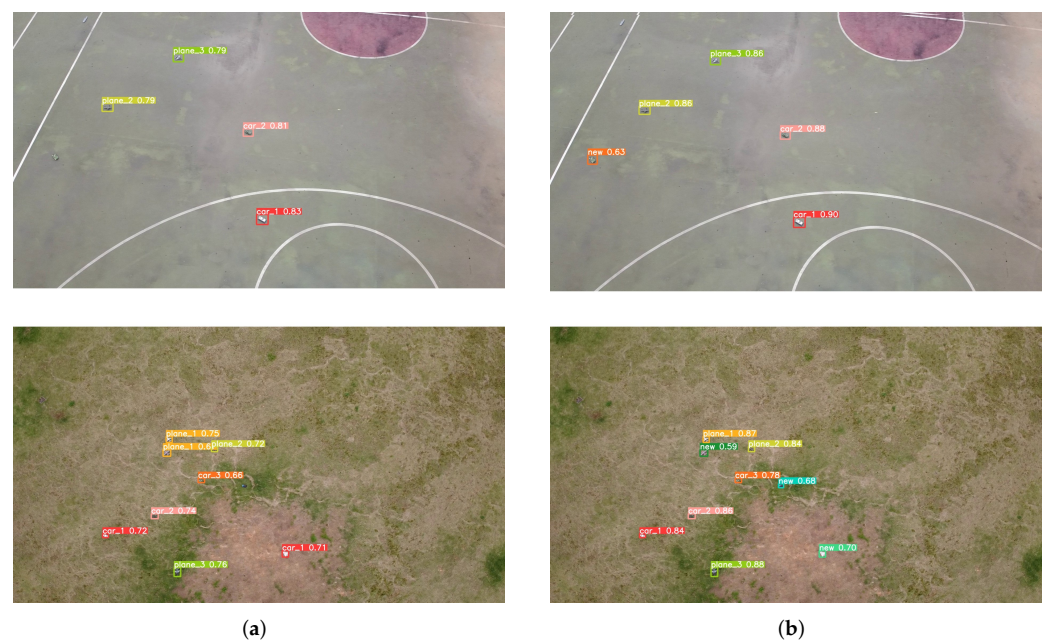 plane_3 0.79
plane_2 0.79
car_2 0.81
car_1 0.83
plane_3 0.86
plane_2 0.86
car_2 0.88
new 0.63
car_1 0.90
plane_1 0.75
plane_1 0.6
plane_2 0.72
car_3 0.66
car_2 0.74
car_1 0.72
car_1 0.71
plane_3 0.76
plane_1 0.87
new 0.59
plane_2 0.84
car_3 0.78
new 0.68
car_2 0.86
car_1 0.84
new 0.70
plane_3 0.88
(a)
(b)